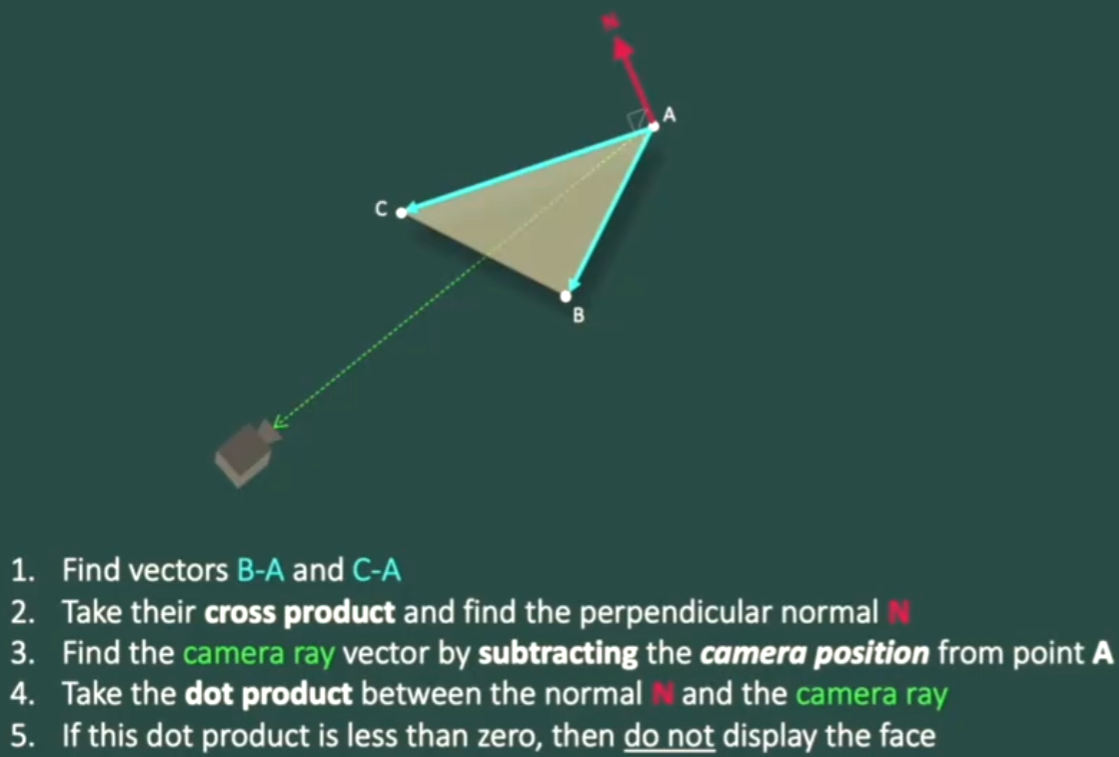 N
A
C
B
1. Find vectors B-A and C-A
2. Take their cross product and find the perpendicular normal N
3. Find the camera ray vector by subtracting the camera position from point A
4. Take the dot product between the normal N and the camera ray
5. If this dot product is less than zero, then do not display the face